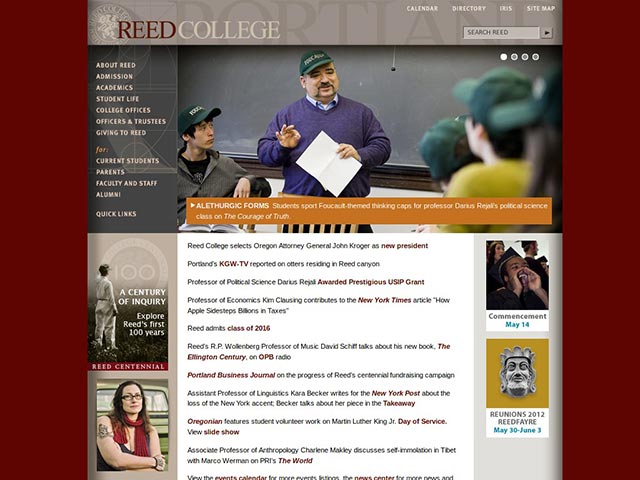 CALENDAR DIRECTORY IRIS SITE MAP
REED COLLEGE
SEARCH REED
ABOUT REED
ADMISSION
ACADEMICS
STUDENT LIFE
COLLEGE OFFICES
OFFICERS & TRUSTEES
GIVING TO REED
for:
CURRENT STUDENTS
PARENTS
FACULTY AND STAFF
ALUMNI
QUICK LINKS
ALETHURGIC FORMS Students sport Foucault-themed thinking caps for professor Darius Rejali's political science
class on The Courage of Truth.
100
A CENTURY
OF INQUIRY
Explore
Reed's first
100 years
REED CENTENNIAL
Reed College selects Oregon Attorney General John Kroger as new president
Portland's KGW-TV reported on otters residing in Reed canyon
Professor of Political Science Darius Rejali Awarded Prestigious USIP Grant
Professor of Economics Kim Clausing contributes to the New York Times article "How
Apple Sidesteps Billions in Taxes"
Reed admits class of 2016
Reed's R.P. Wollenberg Professor of Music David Schiff talks about his new book, The
Ellington Century, on OPB radio
Portland Business Journal on the progress of Reed's centennial fundraising campaign
Assistant Professor of Linguistics Kara Becker writes for the New York Post about the
loss of the New York accent; Becker talks about her piece in the Takeaway
Oregonian features student volunteer work on Martin Luther King Jr. Day of Service.
View slide show
Associate Professor of Anthropology Charlene Makley discusses self-immolation in Tibet
with Marco Werman on PRI's The World
View the events calendar for more events listings, the news center for more news and
Commencement
May 14
REUNIONS 2012
REEDFAYRE
May 30-June 3